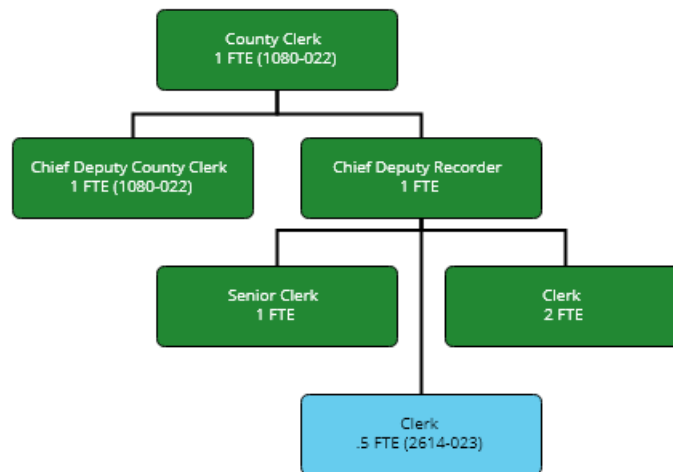 County Clerk
1 FTE (1080-022)
Chief Deputy County Clerk
1 FTE (1080-022)
Chief Deputy Recorder
1 FTE
Senior Clerk
1 FTE
Clerk
2 FTE
Clerk
.5 FTE (2614-023)